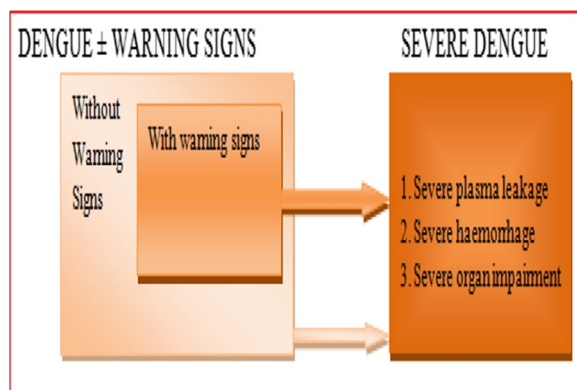 DENGUE ± WARNING SIGNS
SEVERE DENGUE
Without
Warning
Signs
With warning signs
1. Severe plasma leakage
2. Severe haemorrhage
3. Severe organ impairment